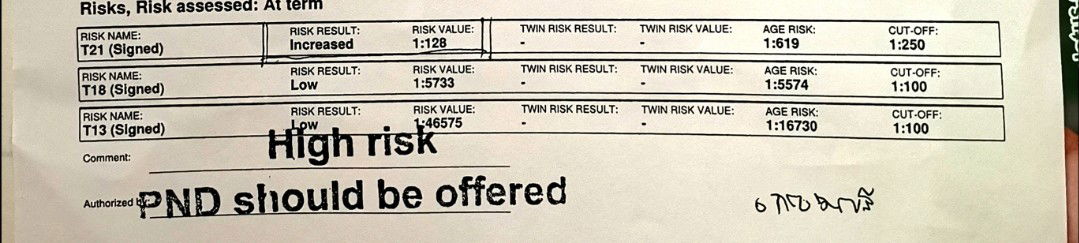 Risks, Risk assessed: At term
RISK NAME: RISK RESULT: RISK VALUE: TWIN RISK RESULT: TWIN RISK VALUE: AGE RISK: CUT-OFF:
T21 (Signed) Increased 1:128 - - 1:619 1:250
RISK NAME: RISK RESULT: RISK VALUE: TWIN RISK RESULT: TWIN RISK VALUE: AGE RISK: CUT-OFF:
T18 (Signed) Low 1:5733 - - 1:5574 1:100
RISK NAME: RISK RESULT: RISK VALUE: TWIN RISK RESULT: TWIN RISK VALUE: AGE RISK: CUT-OFF:
T13 (Signed) Low 1:46575 - - 1:16730 1:100
High risk
Comment:
Authorized PND should be offered